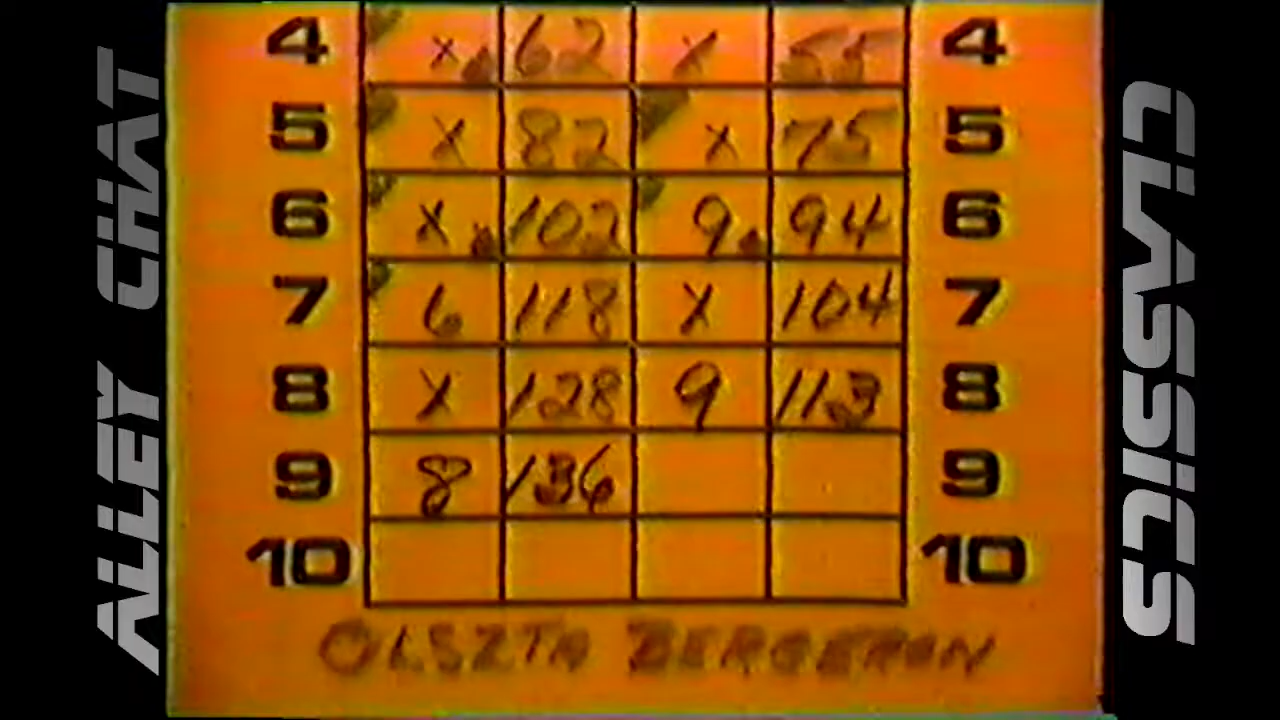 ALLEY CHAT
4 x 62 x 55 4
5 x 82 x 75 5
6 x 102 9 94 6
7 6 118 x 104 7
8 x 128 9 113 8
9 8 136 9
10 10
OLSZTA BERGERON
CLASSiCS